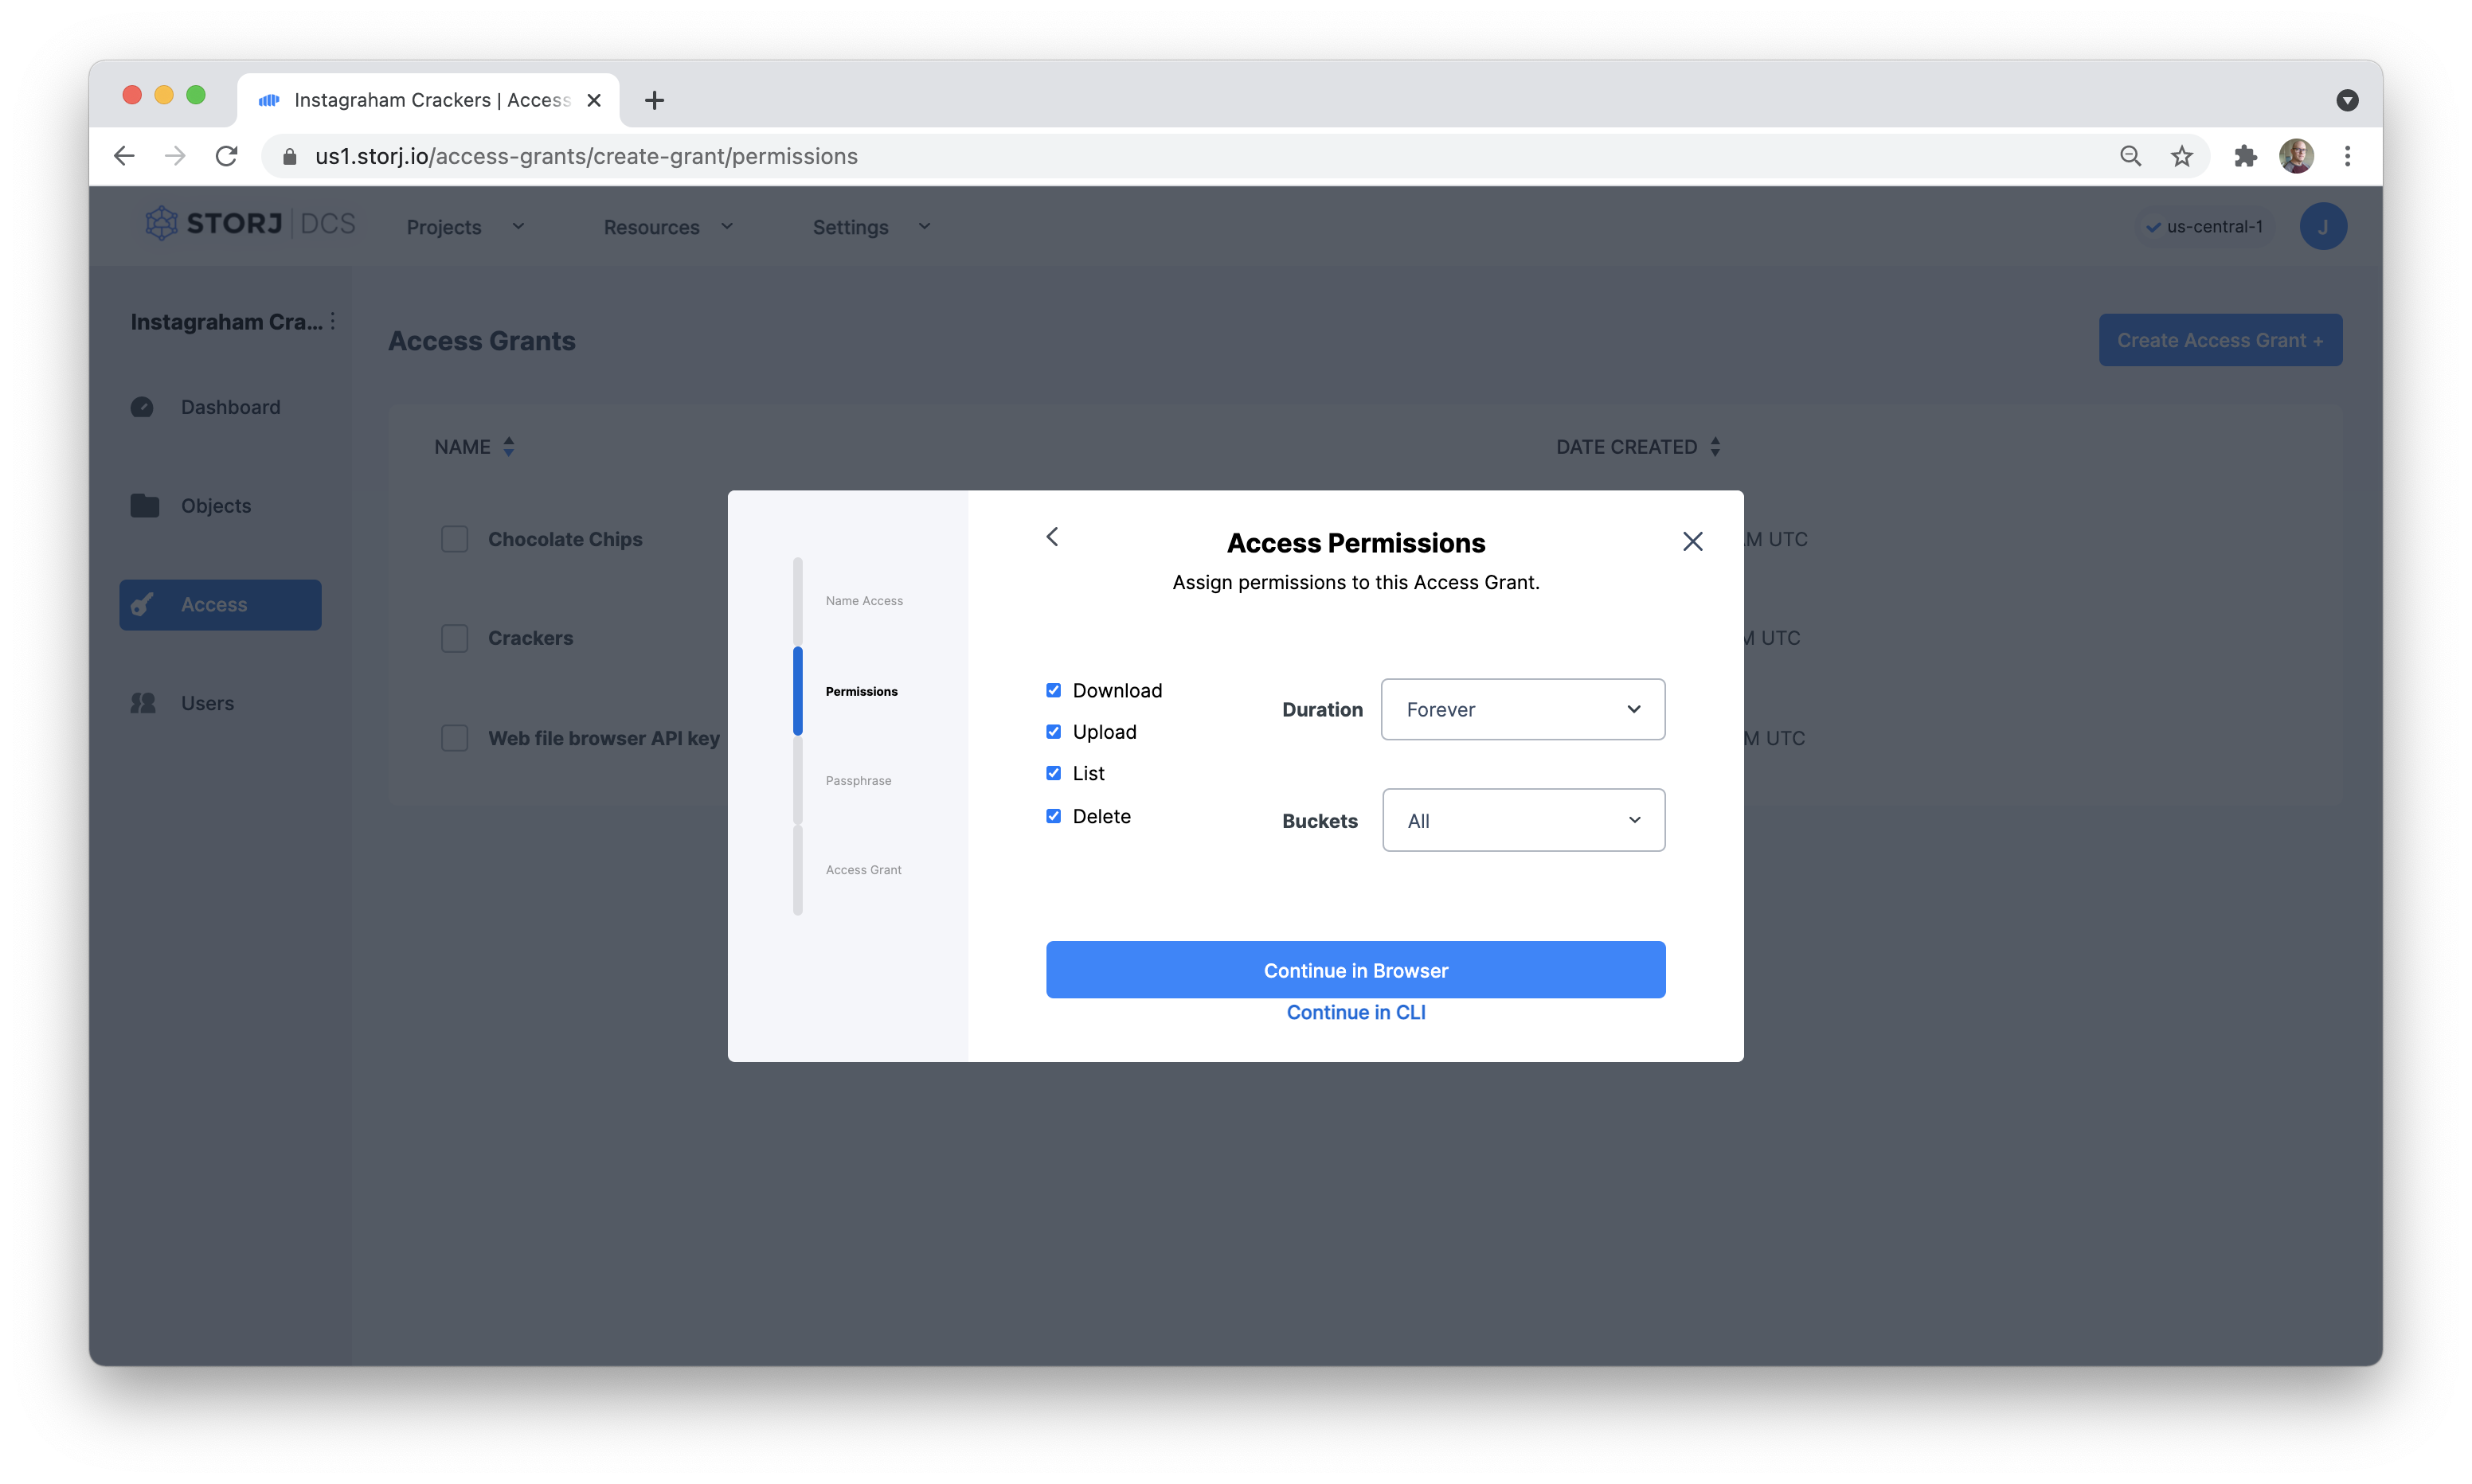 Instagraham Crackers | Access
us1.storj.io/access-grants/create-grant/permissions
STORJ DCS
Projects
Resources
Settings
us-central-1
J
Instagraham Cra...
Access Grants
Create Access Grant +
Dashboard
Objects
Access
Users
NAME
DATE CREATED
Chocolate Chips
AM UTC
Crackers
M UTC
Web file browser API key
M UTC
Name Access
Permissions
Passphrase
Access Grant
Access Permissions
Assign permissions to this Access Grant.
Download
Upload
List
Delete
Duration
Forever
Buckets
All
Continue in Browser
Continue in CLI